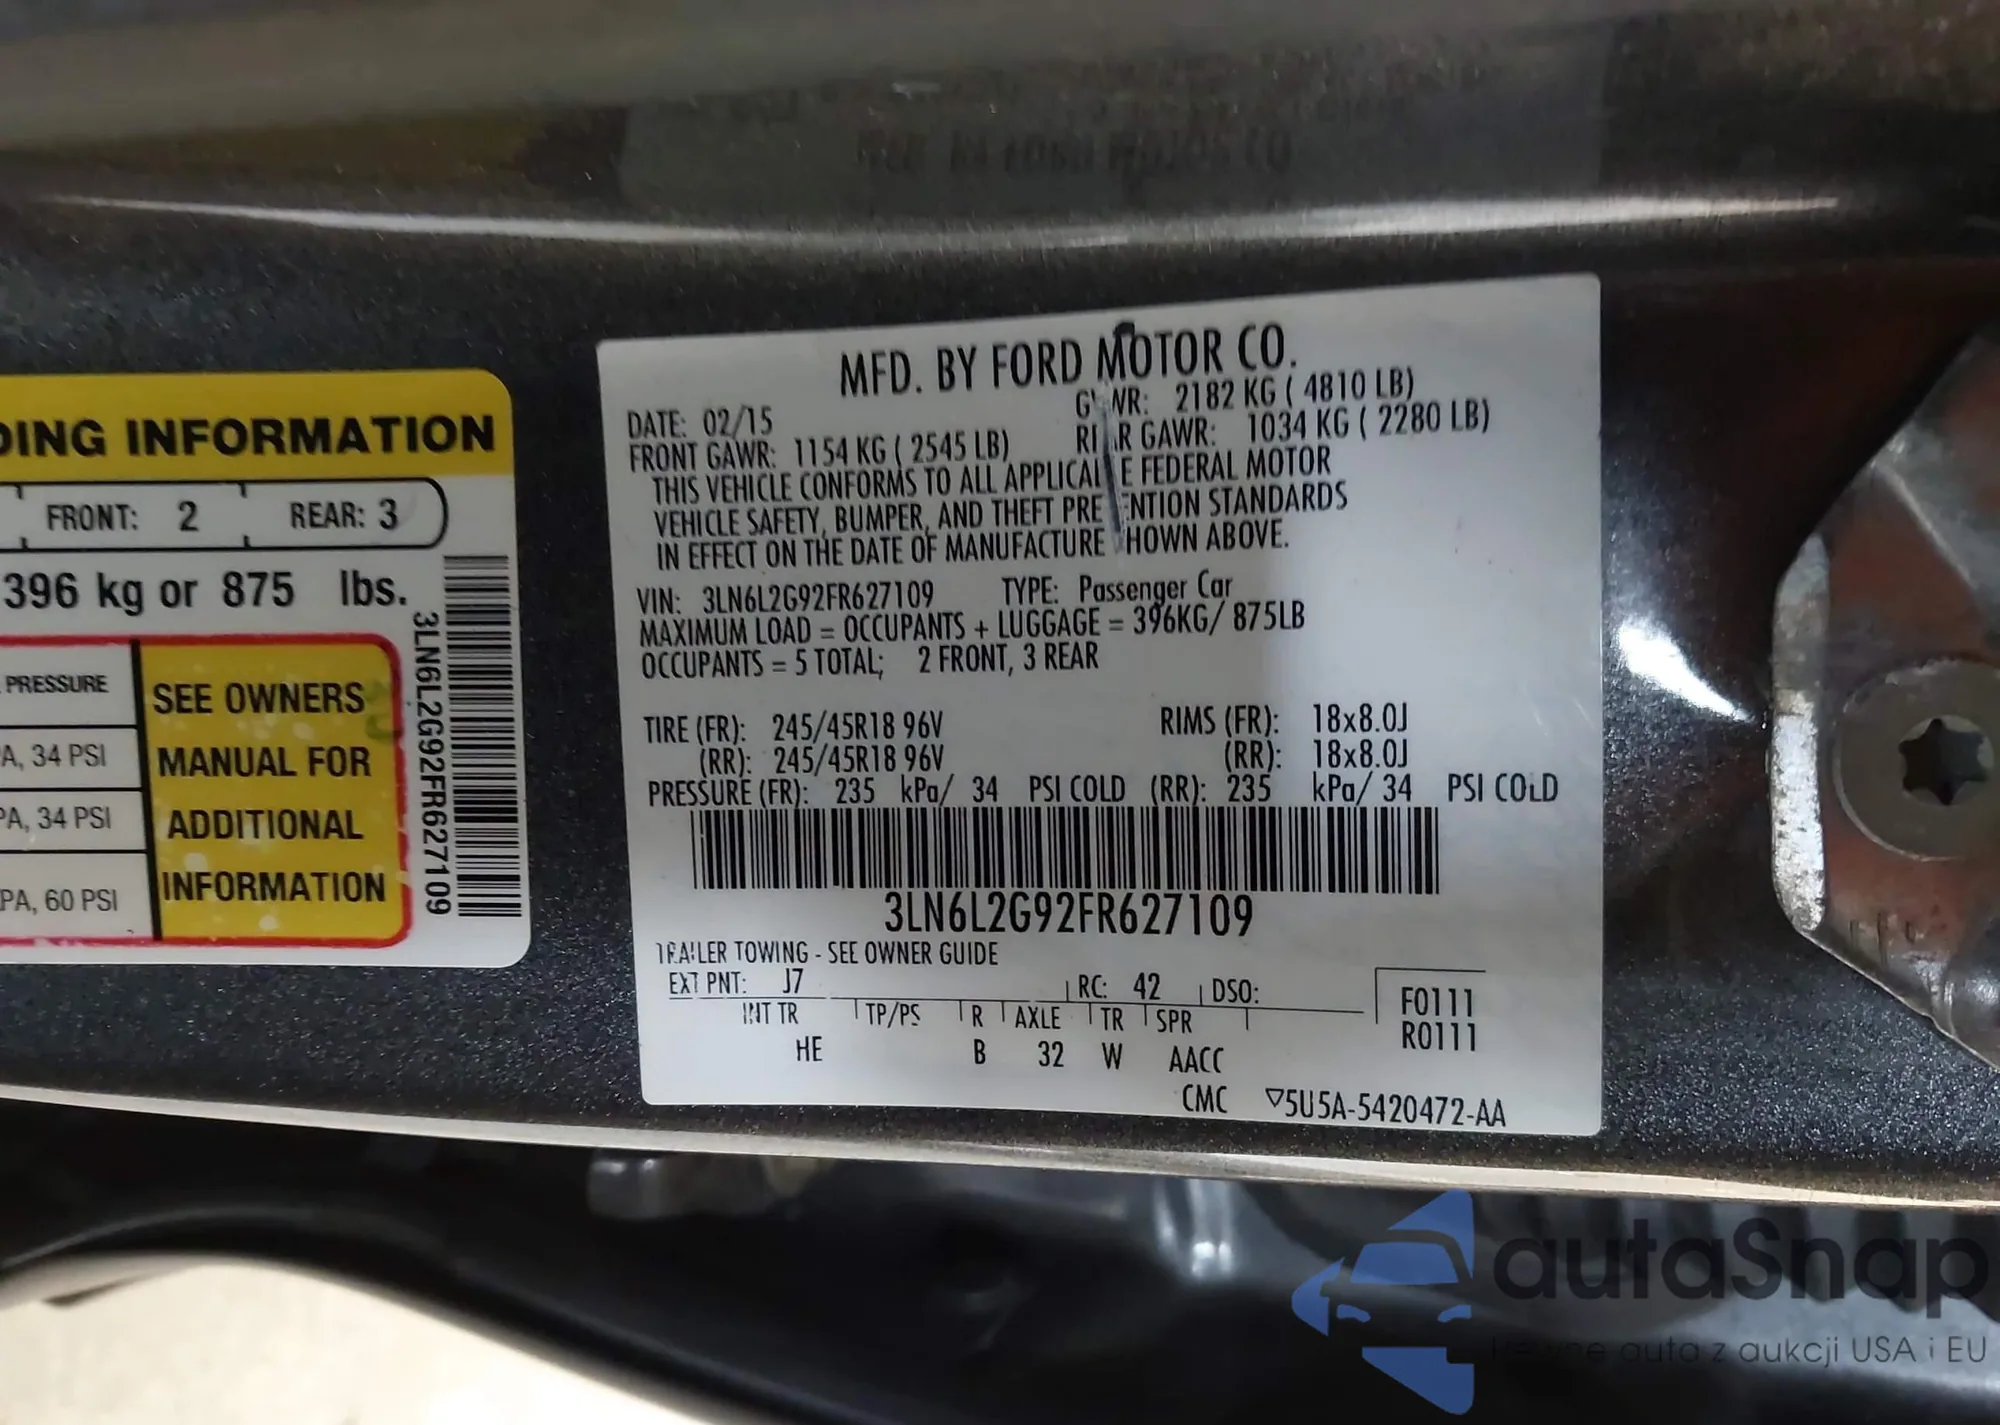 DING INFORMATION
FRONT: 2 REAR: 3
396 kg or 875 lbs.
PRESSURE
A, 34 PSI
PA, 34 PSI
PA, 60 PSI
SEE OWNERS
MANUAL FOR
ADDITIONAL
INFORMATION
3LN6L2G92FR627109
MFD. BY FORD MOTOR CO.
DATE: 02/15 GVWR: 2182 KG ( 4810 LB)
FRONT GAWR: 1154 KG ( 2545 LB) REAR GAWR: 1034 KG ( 2280 LB)
THIS VEHICLE CONFORMS TO ALL APPLICABLE FEDERAL MOTOR
VEHICLE SAFETY, BUMPER, AND THEFT PREVENTION STANDARDS
IN EFFECT ON THE DATE OF MANUFACTURE SHOWN ABOVE.
VIN: 3LN6L2G92FR627109 TYPE: Passenger Car
MAXIMUM LOAD = OCCUPANTS + LUGGAGE = 396KG/ 875LB
OCCUPANTS = 5 TOTAL; 2 FRONT, 3 REAR
TIRE (FR): 245/45R18 96V RIMS (FR): 18x8.0J
(RR): 245/45R18 96V (RR): 18x8.0J
PRESSURE (FR): 235 kPa/ 34 PSI COLD (RR): 235 kPa/ 34 PSI COLD
3LN6L2G92FR627109
TRAILER TOWING - SEE OWNER GUIDE
EXT PNT: J7 RC: 42 DSO:
INT TR TP/PS R AXLE TR SPR
HE B 32 W AACC
F0111
R0111
CMC ▽5U5A-5420472-AA
autaSnap
auta z aukcji USA i EU